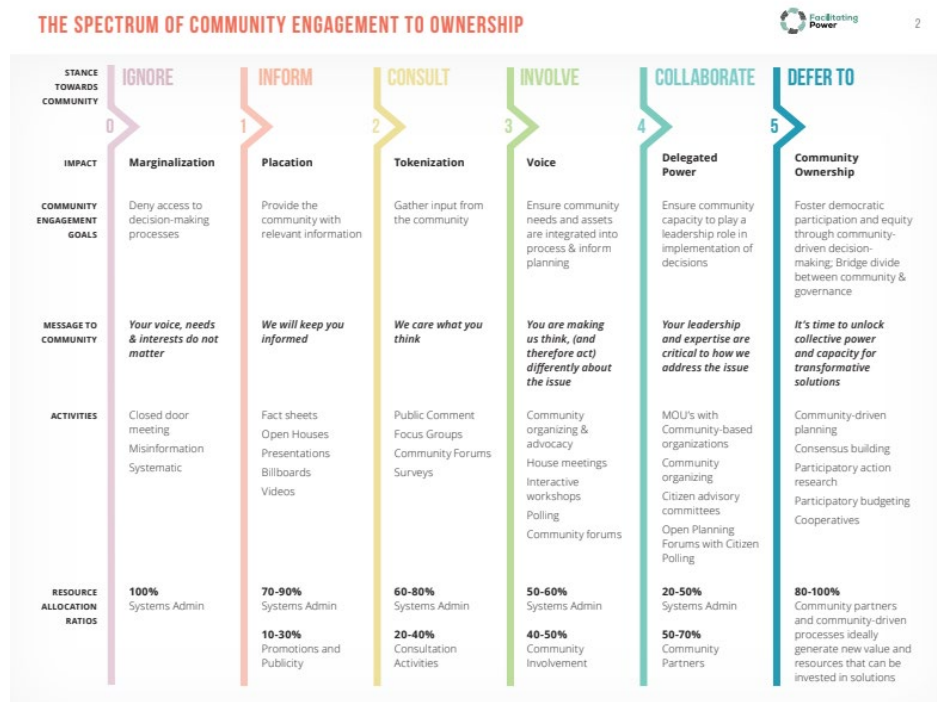 THE SPECTRUM OF COMMUNITY ENGAGEMENT TO OWNERSHIP
Facilitating
Power
2
STANCE
TOWARDS
COMMUNITY
IGNORE
0
INFORM
1
CONSULT
2
INVOLVE
3
COLLABORATE
4
DEFER TO
5
IMPACT
Marginalization
Placation
Tokenization
Voice
Delegated
Power
Community
Ownership
COMMUNITY
ENGAGEMENT
GOALS
Deny access to
decision-making
processes
Provide the
community with
relevant information
Gather input from
the community
Ensure community
needs and assets
are integrated into
process & inform
planning
Ensure community
capacity to play a
leadership role in
implementation of
decisions
Foster democratic
participation and equity
through community-
driven decision-
making; Bridge divide
between community &
governance
MESSAGE TO
COMMUNITY
Your voice, needs
& interests do not
matter
We will keep you
informed
We care what you
think
You are making
us think, (and
therefore act)
differently about
the issue
Your leadership
and expertise are
critical to how we
address the issue
It's time to unlock
collective power
and capacity for
transformative
solutions
ACTIVITIES
Closed door
meeting
Misinformation
Systematic
Fact sheets
Open Houses
Presentations
Billboards
Videos
Public Comment
Focus Groups
Community Forums
Surveys
Community
organizing &
advocacy
House meetings
Interactive
workshops
Polling
Community forums
MOU's with
Community-based
organizations
Community
organizing
Citizen advisory
committees
Open Planning
Forums with Citizen
Polling
Community-driven
planning
Consensus building
Participatory action
research
Participatory budgeting
Cooperatives
RESOURCE
ALLOCATION
RATIOS
100%
Systems Admin
70-90%
Systems Admin
10-30%
Promotions and
Publicity
60-80%
Systems Admin
20-40%
Consultation
Activities
50-60%
Systems Admin
40-50%
Community
Involvement
20-50%
Systems Admin
50-70%
Community
Partners
80-100%
Community partners
and community-driven
processes ideally
generate new value and
resources that can be
invested in solutions